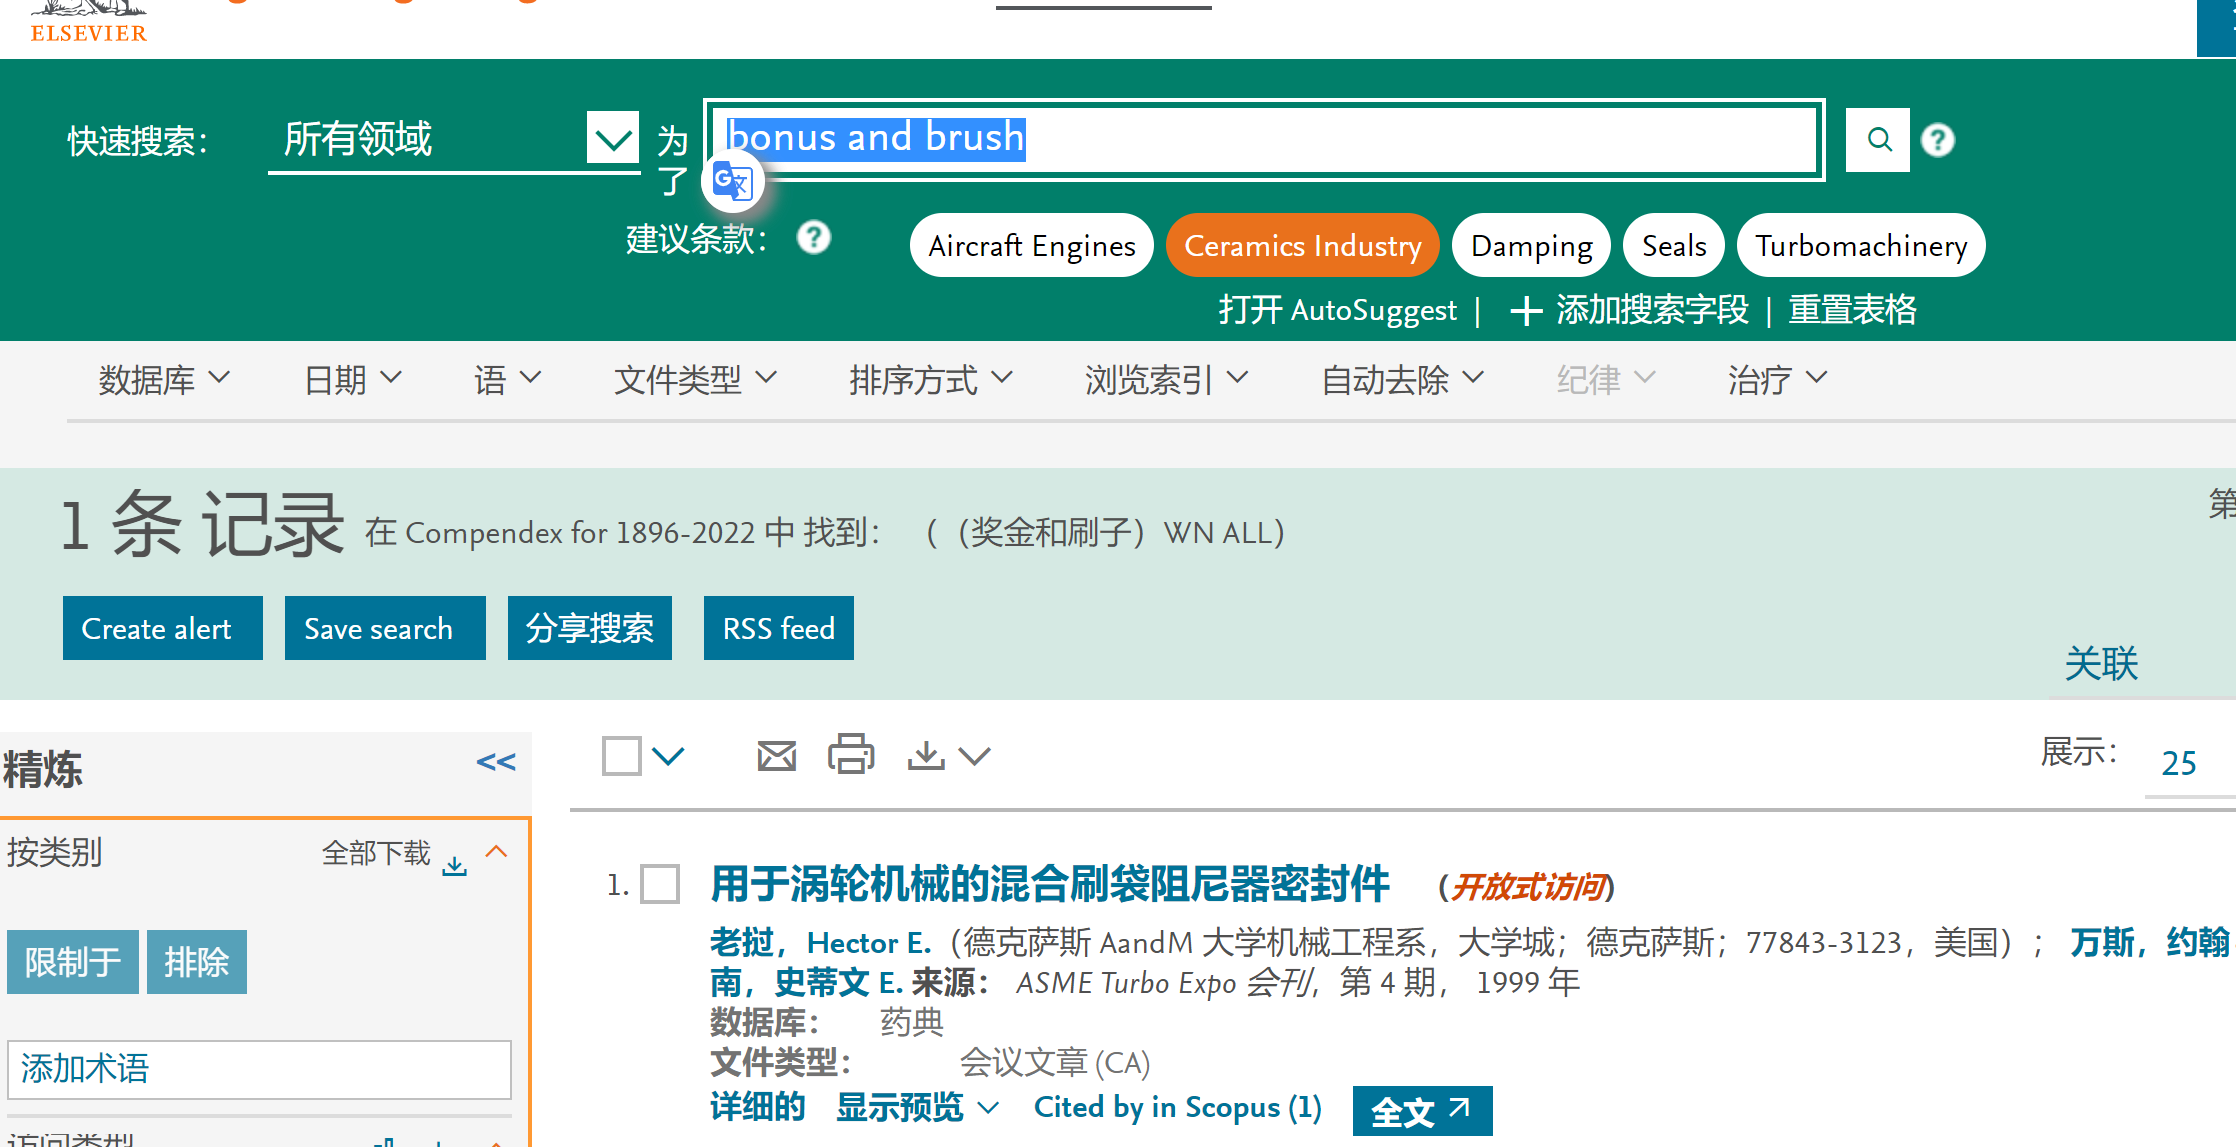 ELSEVIER
快速搜索：
所有领域
为了
bonus and brush
建议条款：
Aircraft Engines
Ceramics Industry
Damping
Seals
Turbomachinery
打开 AutoSuggest | 添加搜索字段 | 重置表格
数据库 日期 语 文件类型 排序方式 浏览索引 自动去除 纪律 治疗
第
1 条 记录 在 Compendex for 1896-2022 中 找到： （（奖金和刷子）WN ALL）
Create alert
Save search
分享搜索
RSS feed
关联
精炼 <<
展示： 25
按类别 全部下载
限制于
排除
添加术语
访问类型
1. 用于涡轮机械的混合刷袋阻尼器密封件 （开放式访问）
老挝，Hector E.（德克萨斯 AandM 大学机械工程系，大学城；德克萨斯；77843-3123，美国）； 万斯，约翰
南，史蒂文 E. 来源： ASME Turbo Expo 会刊，第 4 期， 1999 年
数据库： 药典
文件类型： 会议文章 (CA)
详细的 显示预览 Cited by in Scopus (1) 全文